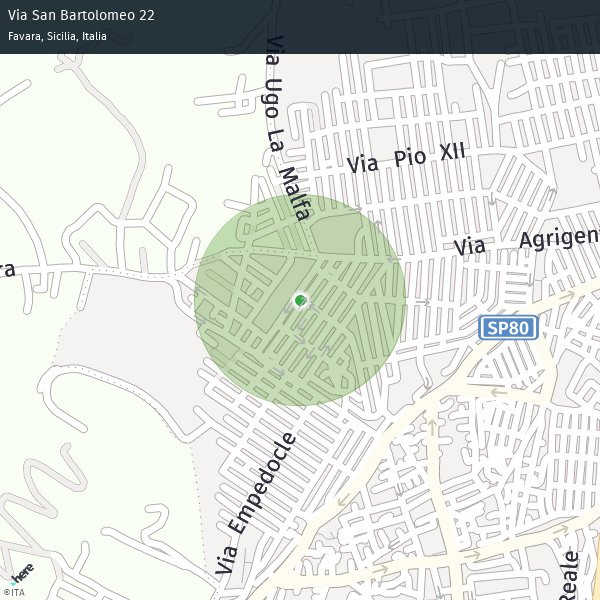 Via San Bartolomeo 22
Favara, Sicilia, Italia
Via Ugo La Malfa
Via Pio XII
Via Agrigen
ra
SP80
Via Empedocle
Reale
here
©ITA